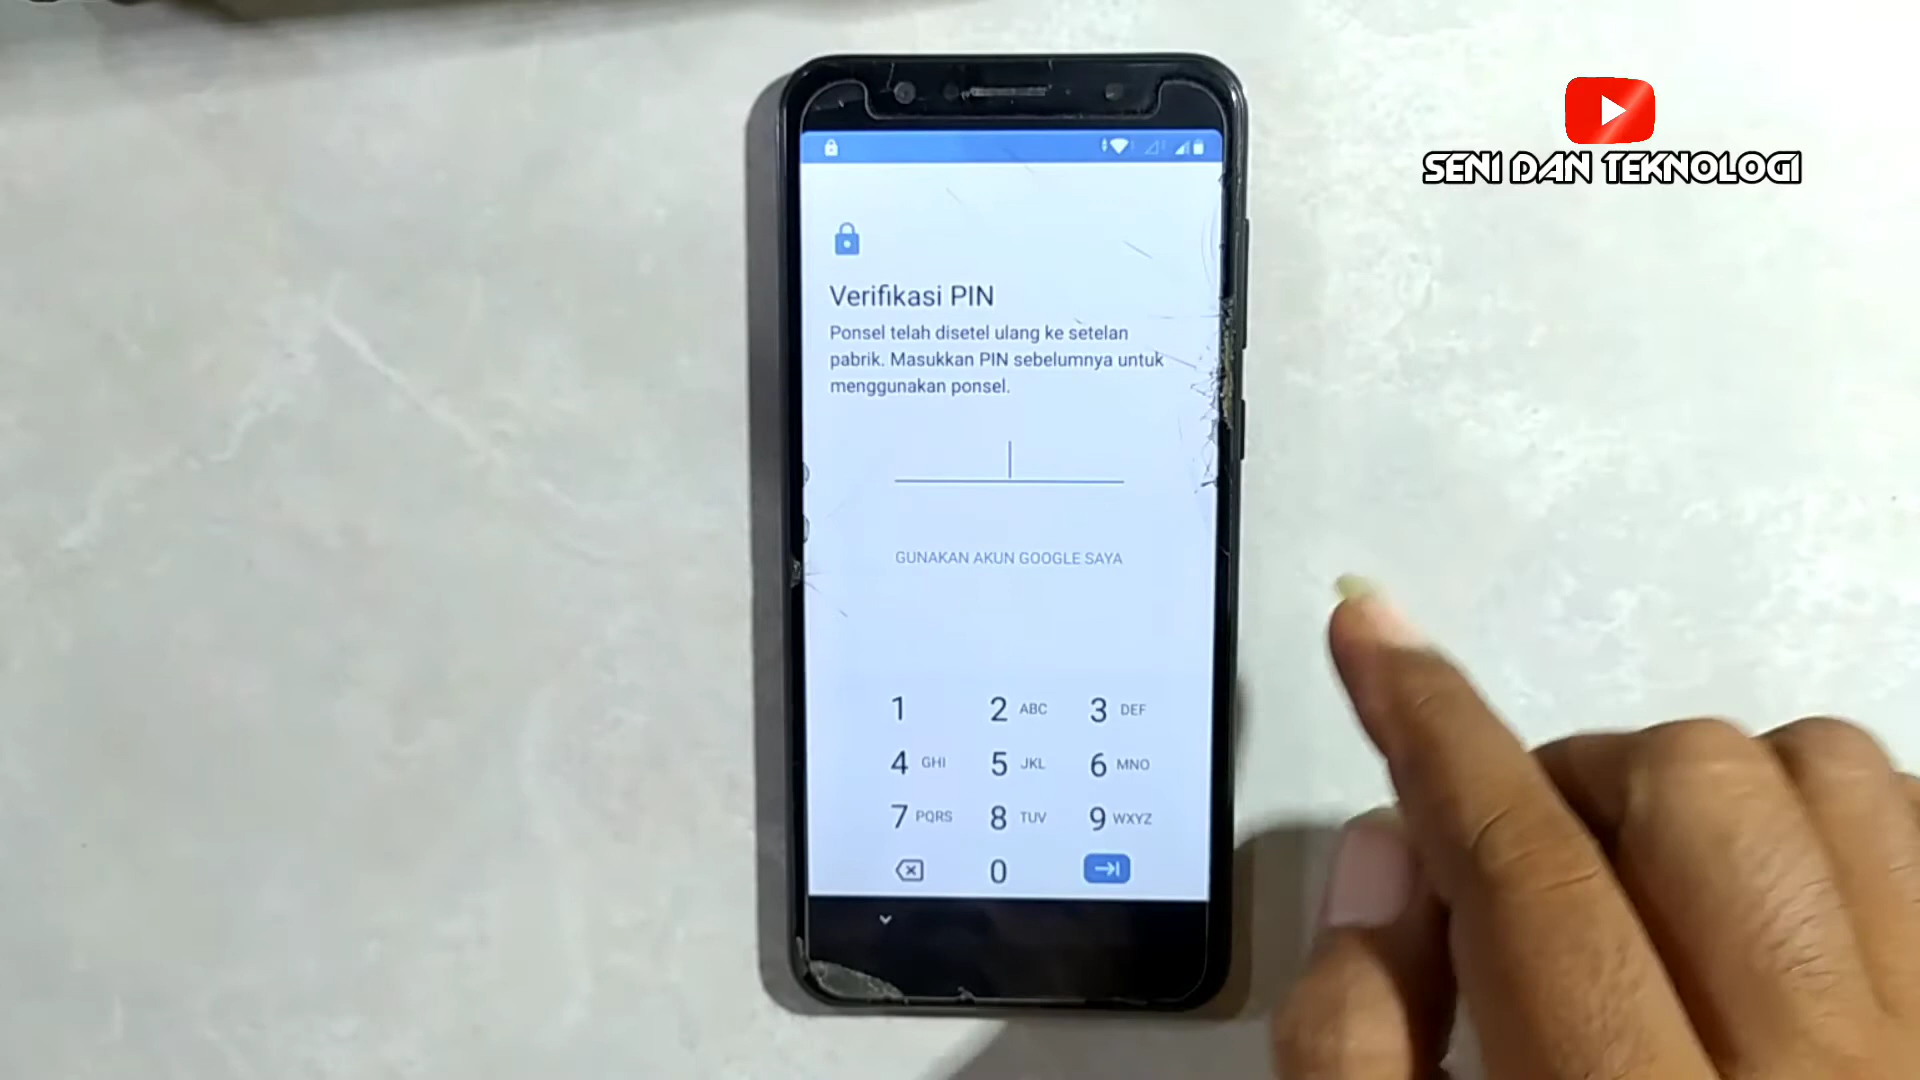 SENI DAN TEKNOLOGI
Verifikasi PIN
Ponsel telah disetel ulang ke setelan
pabrik. Masukkan PIN sebelumnya untuk
menggunakan ponsel.
GUNAKAN AKUN GOOGLE SAYA
1 2 ABC 3 DEF
4 GHI 5 JKL 6 MNO
7 PQRS 8 TUV 9 WXYZ
0